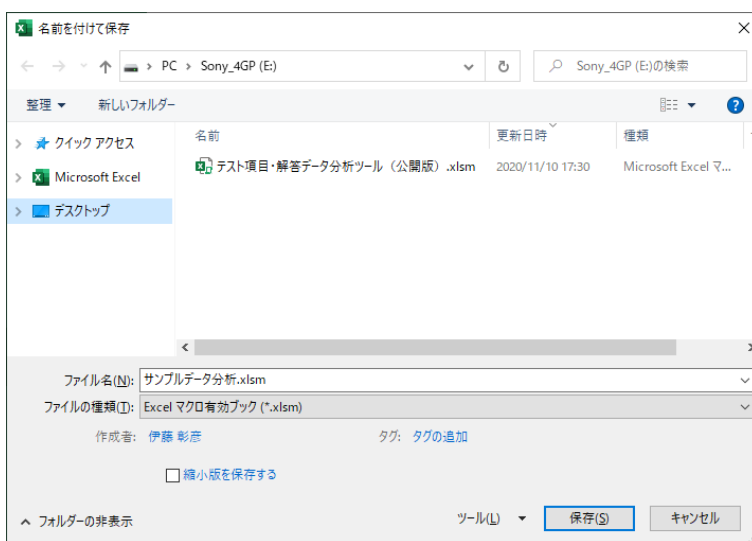 名前を付けて保存
PC › Sony_4GP (E:)
Sony_4GP (E:)の検索
整理 新しいフォルダー
名前 更新日時 種類
クイック アクセス
テスト項目・解答データ分析ツール（公開版）.xlsm 2020/11/10 17:30 Microsoft Excel マ...
Microsoft Excel
デスクトップ
ファイル名(N): サンプルデータ分析.xlsm
ファイルの種類(T): Excel マクロ有効ブック (*.xlsm)
作成者: 伊藤 彰彦 タグ: タグの追加
縮小版を保存する
フォルダーの非表示 ツール(L) 保存(S) キャンセル